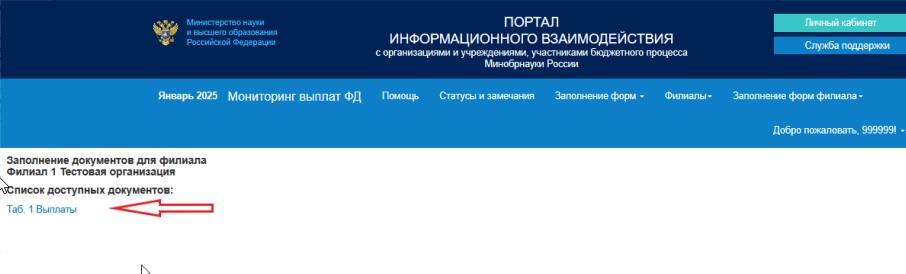 Министерство науки
и высшего образования
Российской Федерации
ПОРТАЛ
ИНФОРМАЦИОННОГО ВЗАИМОДЕЙСТВИЯ
с организациями и учреждениями, участниками бюджетного процесса
Минобрнауки России
Личный кабинет
Служба поддержки
Январь 2025 Мониторинг выплат ФД Помощь Статусы и замечания Заполнение форм Филиалы Заполнение форм филиала
Добро пожаловать, 999999!
Заполнение документов для филиала
Филиал 1 Тестовая организация
Список доступных документов:
Таб. 1 Выплаты